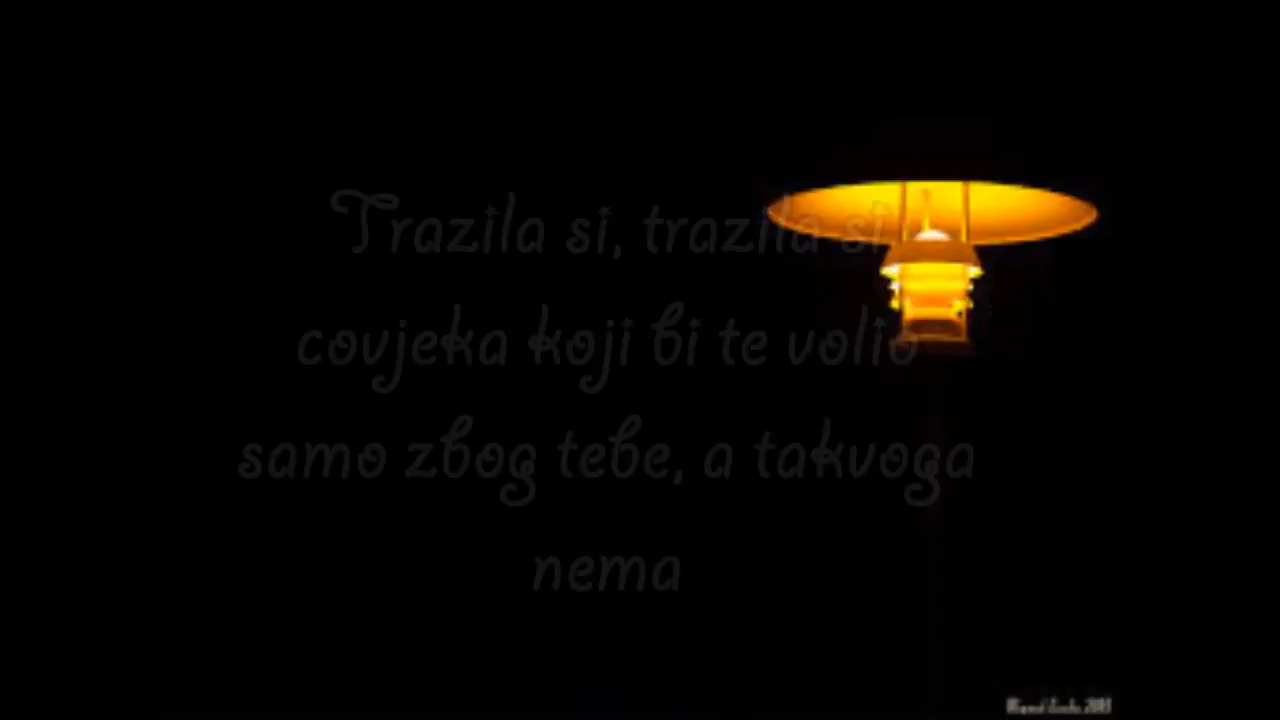 Trazila si, trazila si
covjeka koji bi te volio
samo zbog tebe, a takvoga
nema